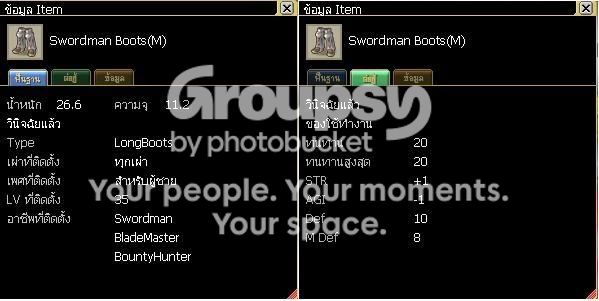 ข้อมูล Item
Swordman Boots(M)
พื้นฐาน ต่อสู้ ข้อมูล
น้ำหนัก 26.6 ความจุ 11.2
วินิจฉัยแล้ว
Type LongBoots
เผ่าที่ติดตั้ง ทุกเผ่า
เพศที่ติดตั้ง สำหรับผู้ชาย
LV ที่ติดตั้ง 35
อาชีพที่ติดตั้ง Swordman
BladeMaster
BountyHunter
ข้อมูล Item
Swordman Boots(M)
พื้นฐาน ต่อสู้ ข้อมูล
วินิจฉัยแล้ว
ของใช้ทำงาน
ทนทาน 20
ทนทานสูงสุด 20
STR +1
AGI -1
Def 10
M Def 8
Groupsy
by photobucket
Your people. Your moments.
Your space.